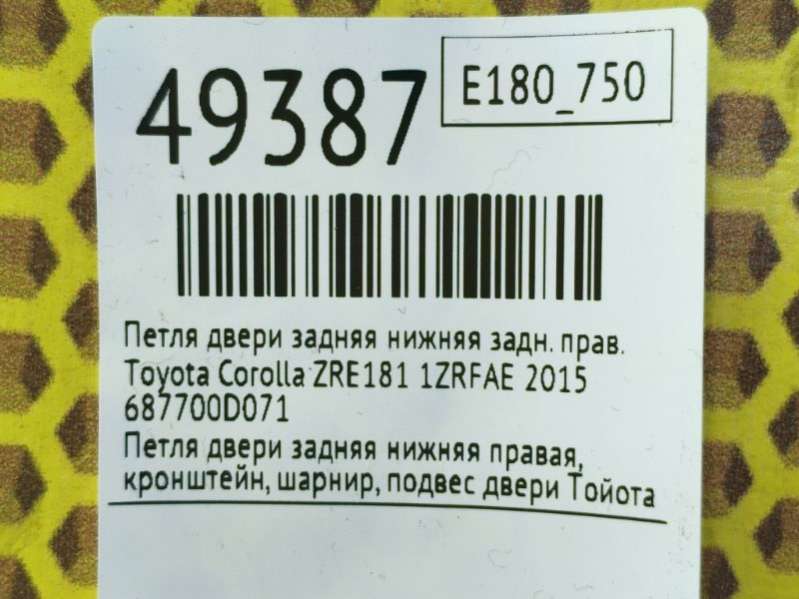 49387
E180_750
Петля двери задняя нижняя задн. прав.
Toyota Corolla ZRE181 1ZRFAE 2015
687700D071
Петля двери задняя нижняя правая,
кронштейн, шарнир, подвес двери Тойота